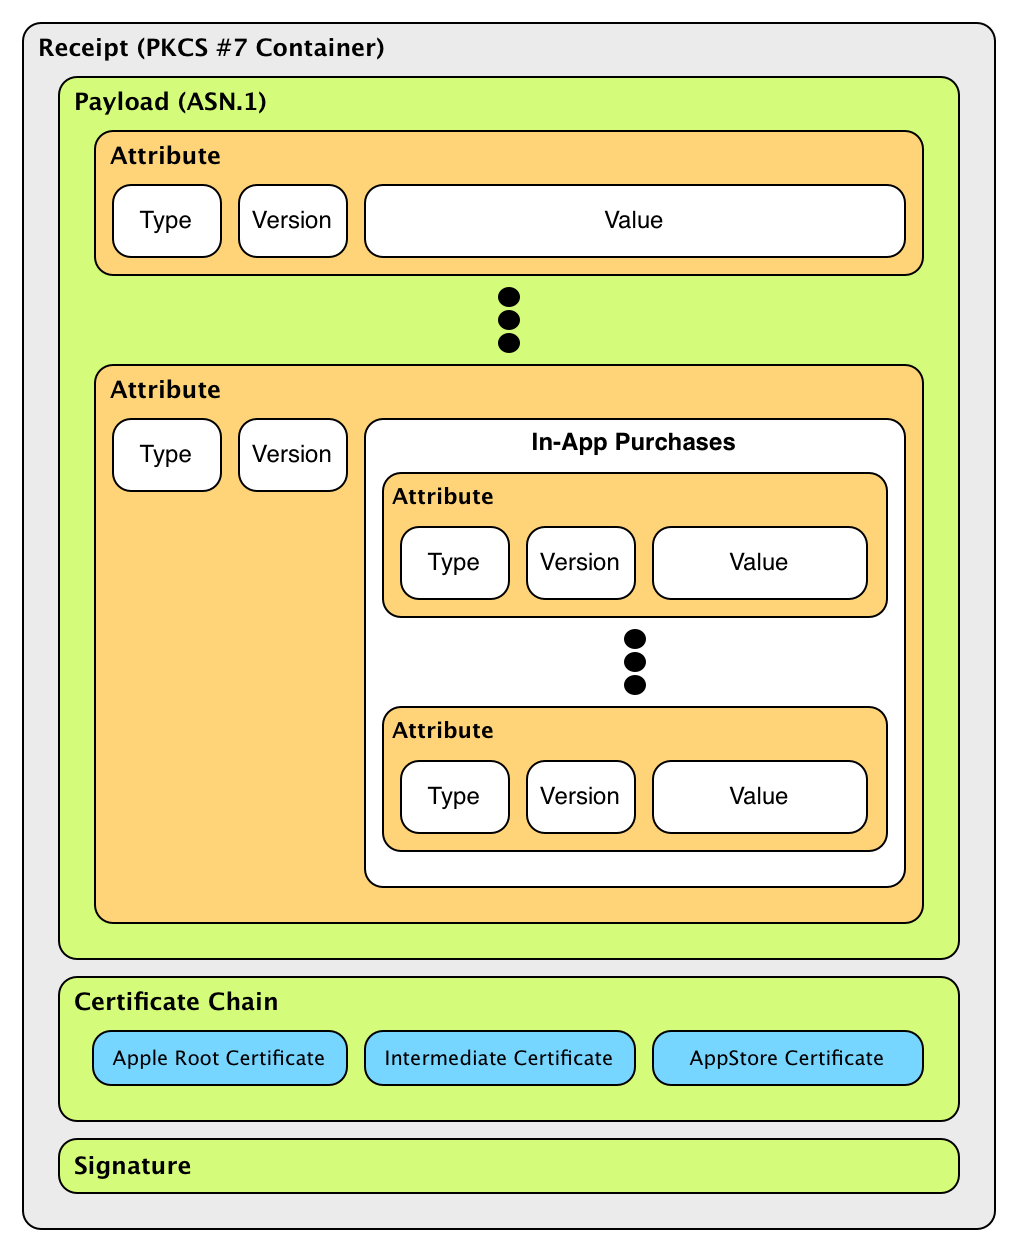 Receipt (PKCS #7 Container)
Payload (ASN.1)
Attribute
Type Version Value
Attribute
Type Version In-App Purchases
Attribute
Type Version Value
Attribute
Type Version Value
Certificate Chain
Apple Root Certificate Intermediate Certificate AppStore Certificate
Signature